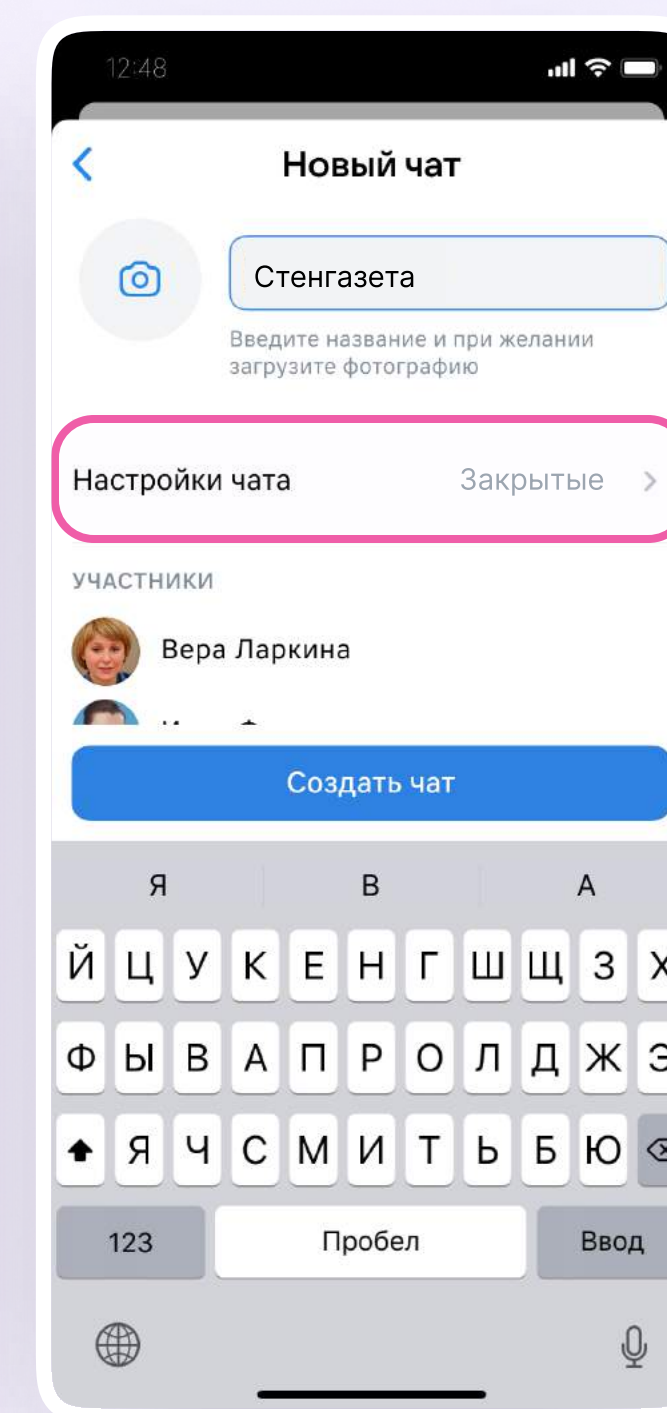 12:48
Новый чат
Стенгазета
Введите название и при желании
загрузите фотографию
Настройки чата Закрытые
УЧАСТНИКИ
Вера Ларкина
Создать чат
Я В А
Й Ц У К Е Н Г Ш Щ З Х
Ф Ы В А П Р О Л Д Ж Э
Я Ч С М И Т Ь Б Ю
123 Пробел Ввод